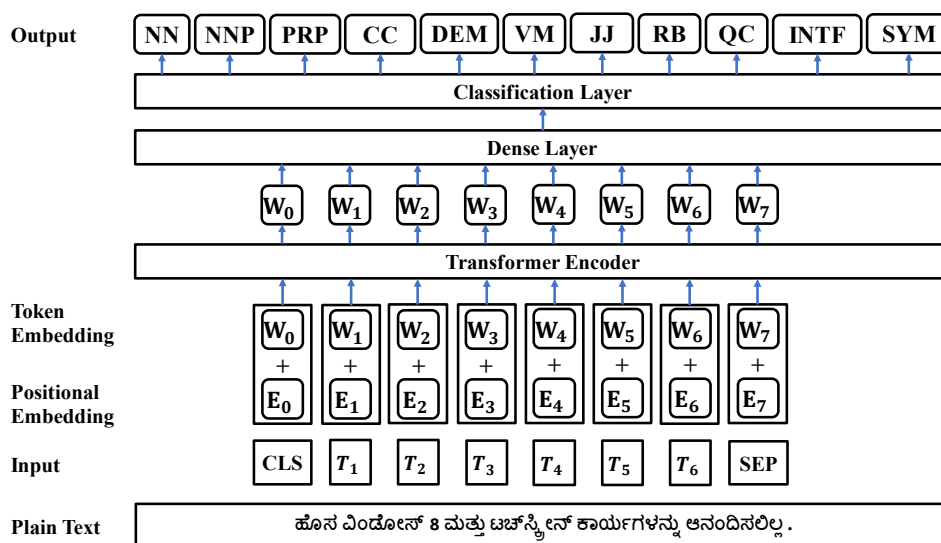 Output NN NNP PRP CC DEM VM JJ RB QC INTF SYM
Classification Layer
Dense Layer
W₀ W₁ W₂ W₃ W₄ W₅ W₆ W₇
Transformer Encoder
Token Embedding W₀ W₁ W₂ W₃ W₄ W₅ W₆ W₇
+ + + + + + + +
Positional Embedding E₀ E₁ E₂ E₃ E₄ E₅ E₆ E₇
Input CLS T₁ T₂ T₃ T₄ T₅ T₆ SEP
Plain Text ಹೊಸ ವಿಂಡೋಸ್ 8 ಮತ್ತು ಟಚ್‌ಸ್ಕ್ರೀನ್ ಕಾರ್ಯಗಳನ್ನು ಆನಂದಿಸಲಿಲ್ಲ .